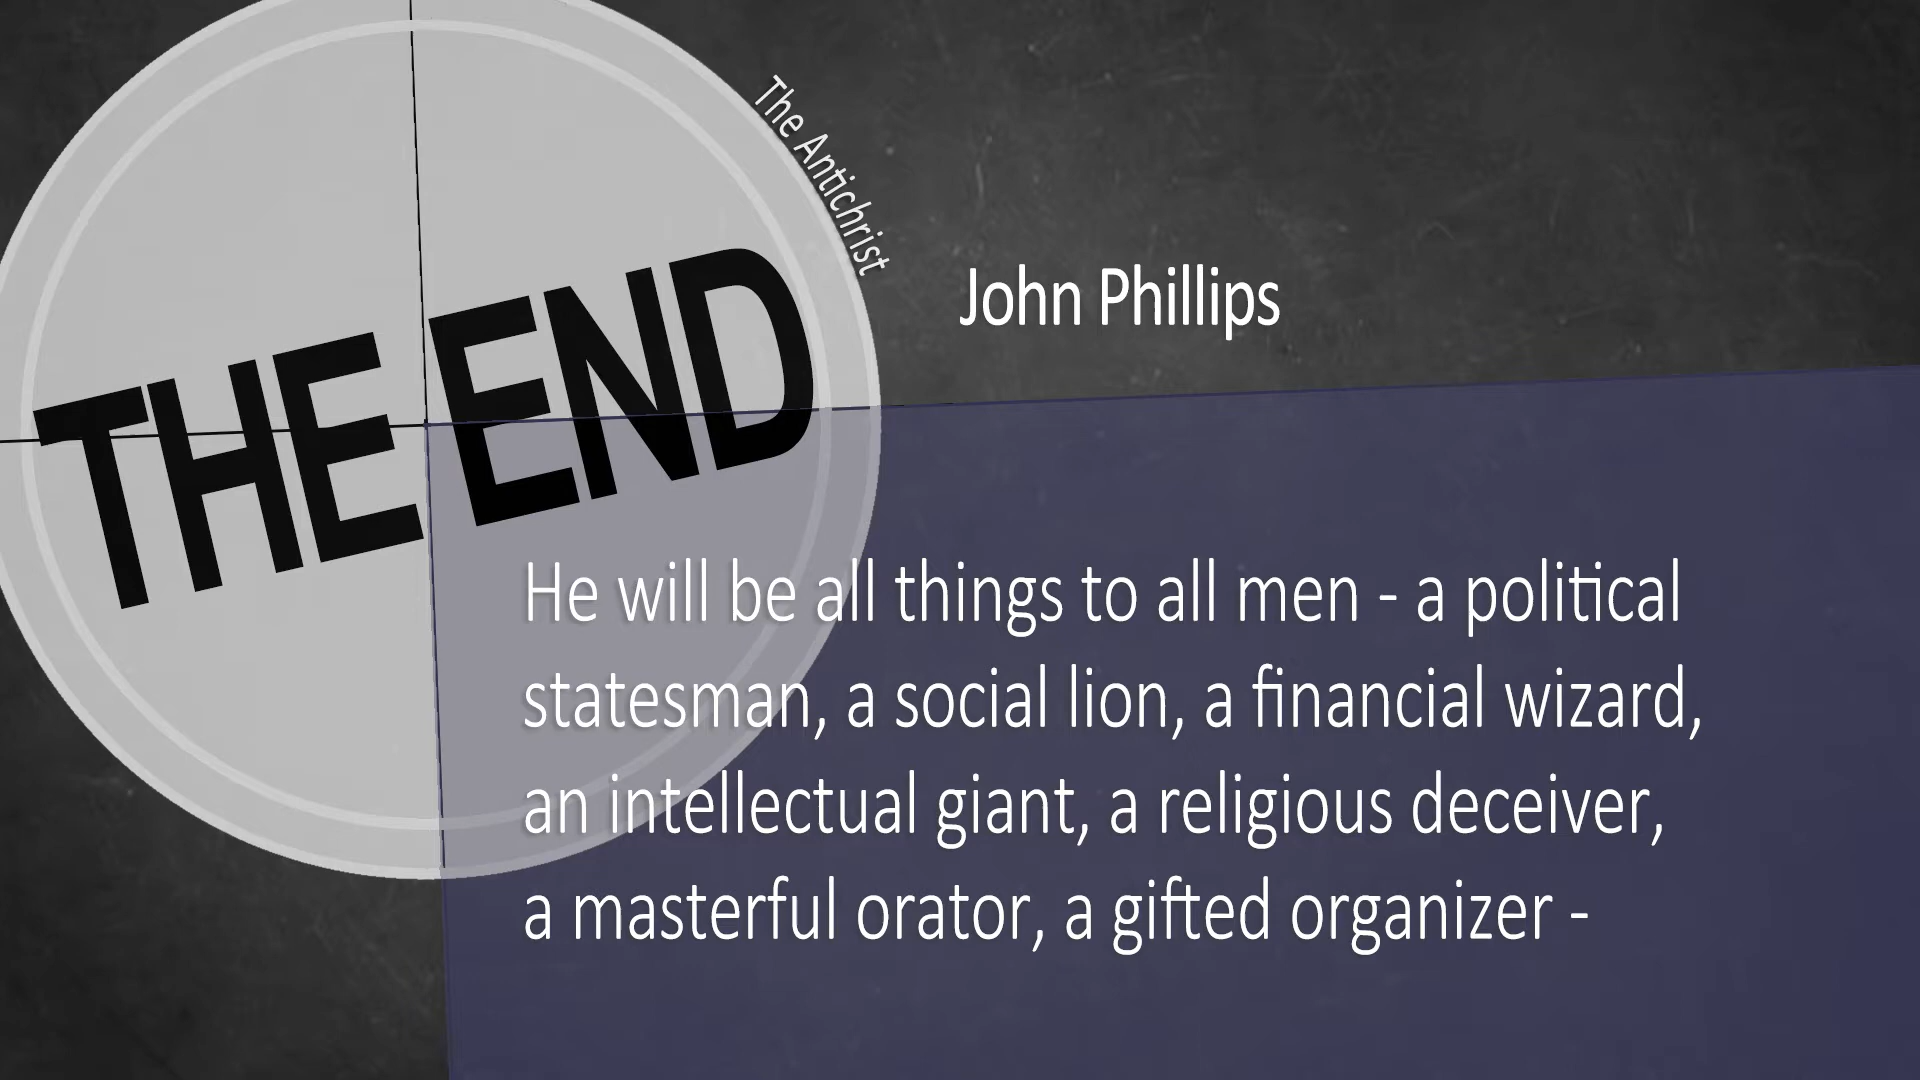 THE END
The Antichrist
John Phillips
He will be all things to all men - a political
statesman, a social lion, a financial wizard,
an intellectual giant, a religious deceiver,
a masterful orator, a gifted organizer -